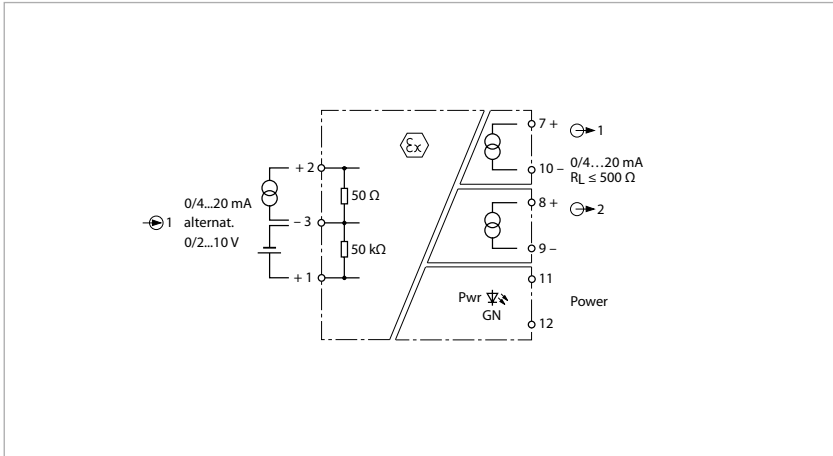 0/4...20 mA
1 alternat.
0/2...10 V
+ 2
– 3
+ 1
50 Ω
50 kΩ
Ex
7 +
1
10 –
0/4…20 mA
RL ≤ 500 Ω
8 +
2
9 –
11
Pwr
GN
Power
12